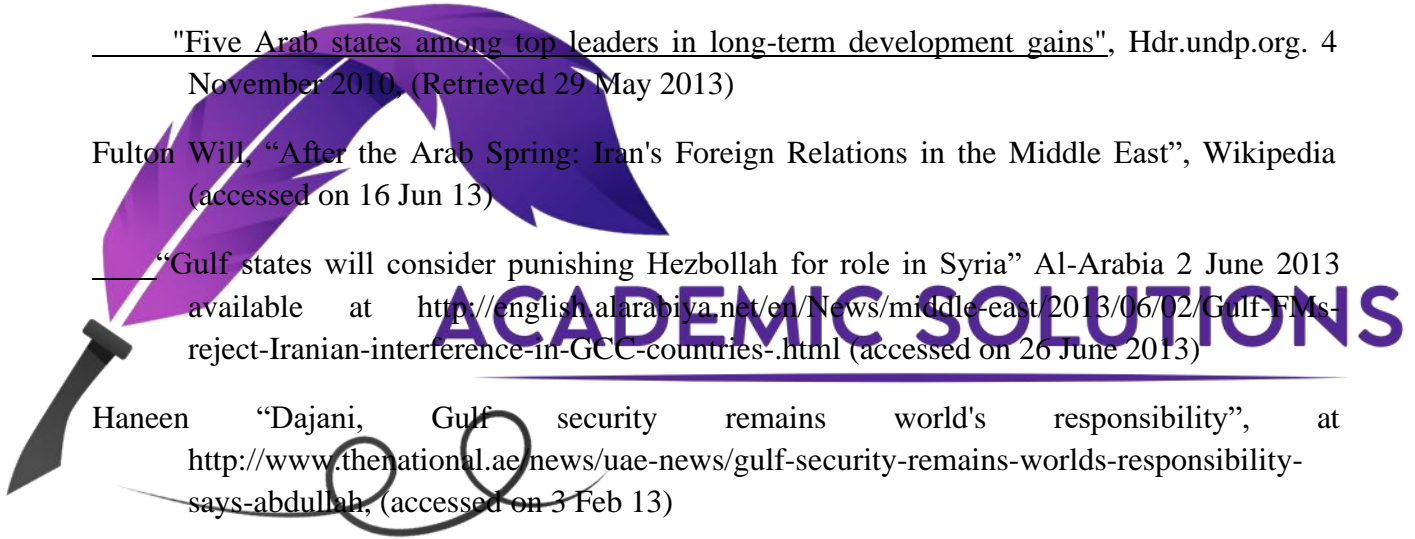 "Five Arab states among top leaders in long-term development gains", Hdr.undp.org. 4
November 2010, (Retrieved 29 May 2013)
Fulton Will, “After the Arab Spring: Iran's Foreign Relations in the Middle East”, Wikipedia
(accessed on 16 Jun 13)
“Gulf states will consider punishing Hezbollah for role in Syria” Al-Arabia 2 June 2013
available at http://english.alarabiya.net/en/News/middle-east/2013/06/02/Gulf-FMs-
reject-Iranian-interference-in-GCC-countries-.html (accessed on 26 June 2013)
ACADEMIC SOLUTIONS
Haneen “Dajani, Gulf security remains world's responsibility”, at
http://www.thenational.ae/news/uae-news/gulf-security-remains-worlds-responsibility-
says-abdullah, (accessed on 3 Feb 13)